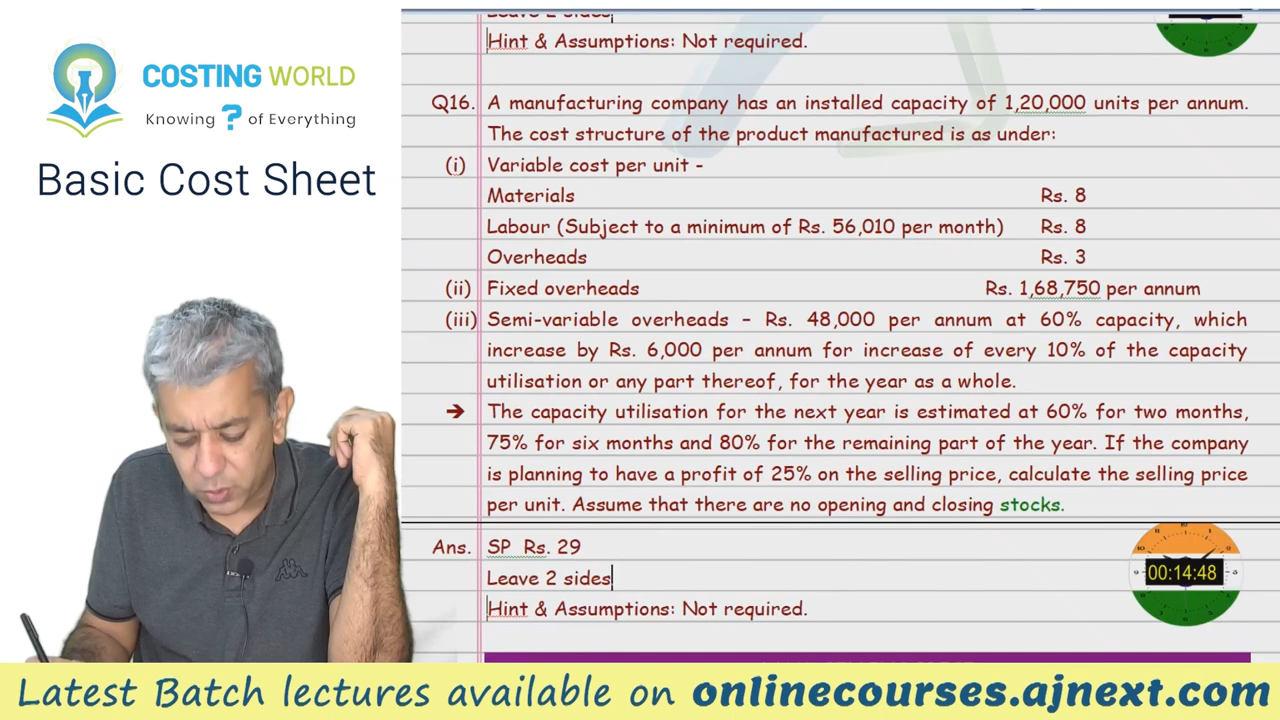 COSTING WORLD
Knowing ? of Everything
Basic Cost Sheet
Leave 2 sides
Hint & Assumptions: Not required.
Q16. A manufacturing company has an installed capacity of 1,20,000 units per annum.
The cost structure of the product manufactured is as under:
(i) Variable cost per unit -
Materials Rs. 8
Labour (Subject to a minimum of Rs. 56,010 per month) Rs. 8
Overheads Rs. 3
(ii) Fixed overheads Rs. 1,68,750 per annum
(iii) Semi-variable overheads – Rs. 48,000 per annum at 60% capacity, which
increase by Rs. 6,000 per annum for increase of every 10% of the capacity
utilisation or any part thereof, for the year as a whole.
➔ The capacity utilisation for the next year is estimated at 60% for two months,
75% for six months and 80% for the remaining part of the year. If the company
is planning to have a profit of 25% on the selling price, calculate the selling price
per unit. Assume that there are no opening and closing stocks.
Ans. SP Rs. 29
Leave 2 sides
Hint & Assumptions: Not required.
00:14:48
Latest Batch lectures available on onlinecourses.ajnext.com